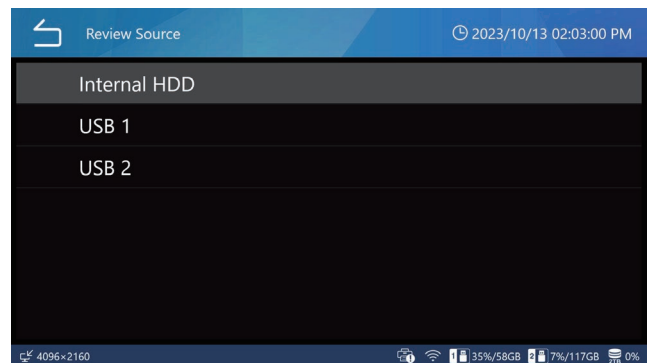 Review Source
2023/10/13 02:03:00 PM
Internal HDD
USB 1
USB 2
4096×2160 1 35%/58GB 2 7%/117GB 2TB 0%